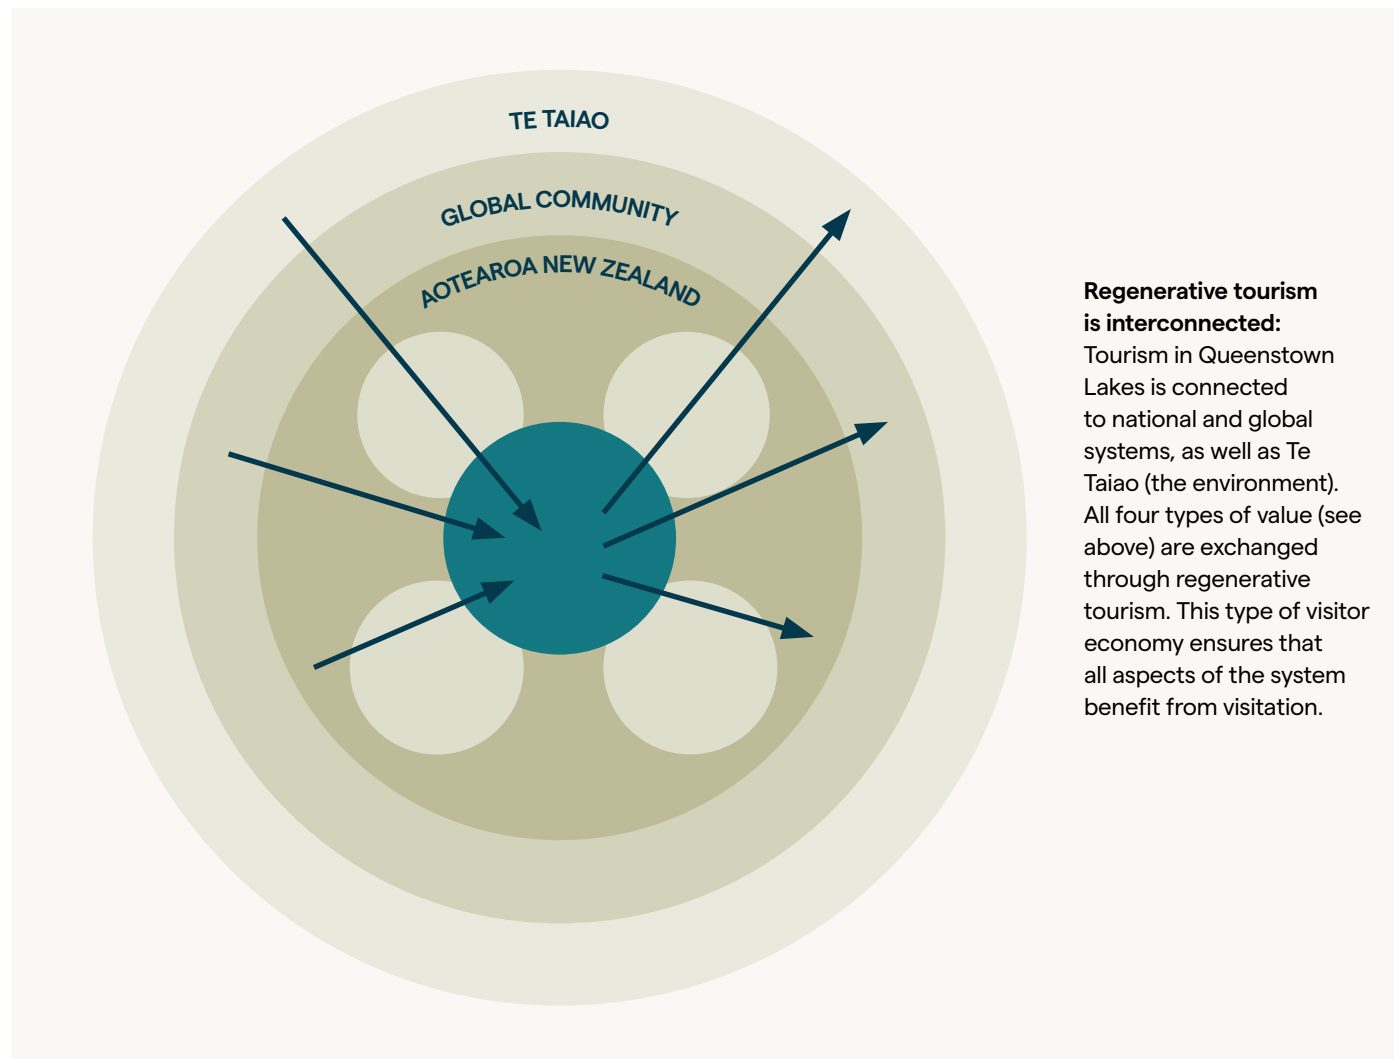 TE TAIAO
GLOBAL COMMUNITY
AOTEAROA NEW ZEALAND
Regenerative tourism
is interconnected:
Tourism in Queenstown
Lakes is connected
to national and global
systems, as well as Te
Taiao (the environment).
All four types of value (see
above) are exchanged
through regenerative
tourism. This type of visitor
economy ensures that
all aspects of the system
benefit from visitation.